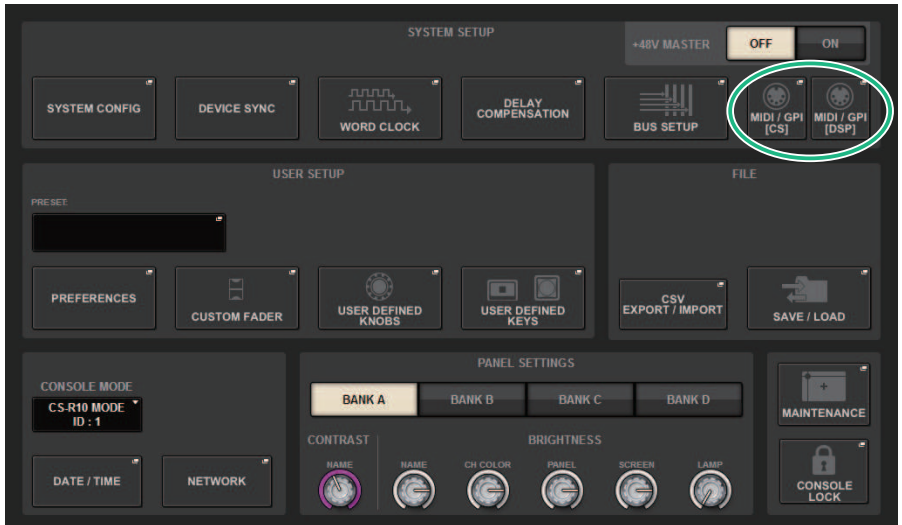 SYSTEM SETUP
+48V MASTER
OFF
ON
SYSTEM CONFIG
DEVICE SYNC
WORD CLOCK
DELAY
COMPENSATION
BUS SETUP
MIDI / GPI
[CS]
MIDI / GPI
[DSP]
USER SETUP
FILE
PRESET
PREFERENCES
CUSTOM FADER
USER DEFINED
KNOBS
USER DEFINED
KEYS
CSV
EXPORT / IMPORT
SAVE / LOAD
CONSOLE MODE
CS-R10 MODE
ID : 1
DATE / TIME
NETWORK
PANEL SETTINGS
BANK A
BANK B
BANK C
BANK D
CONTRAST
BRIGHTNESS
NAME
NAME
CH COLOR
PANEL
SCREEN
LAMP
MAINTENANCE
CONSOLE
LOCK